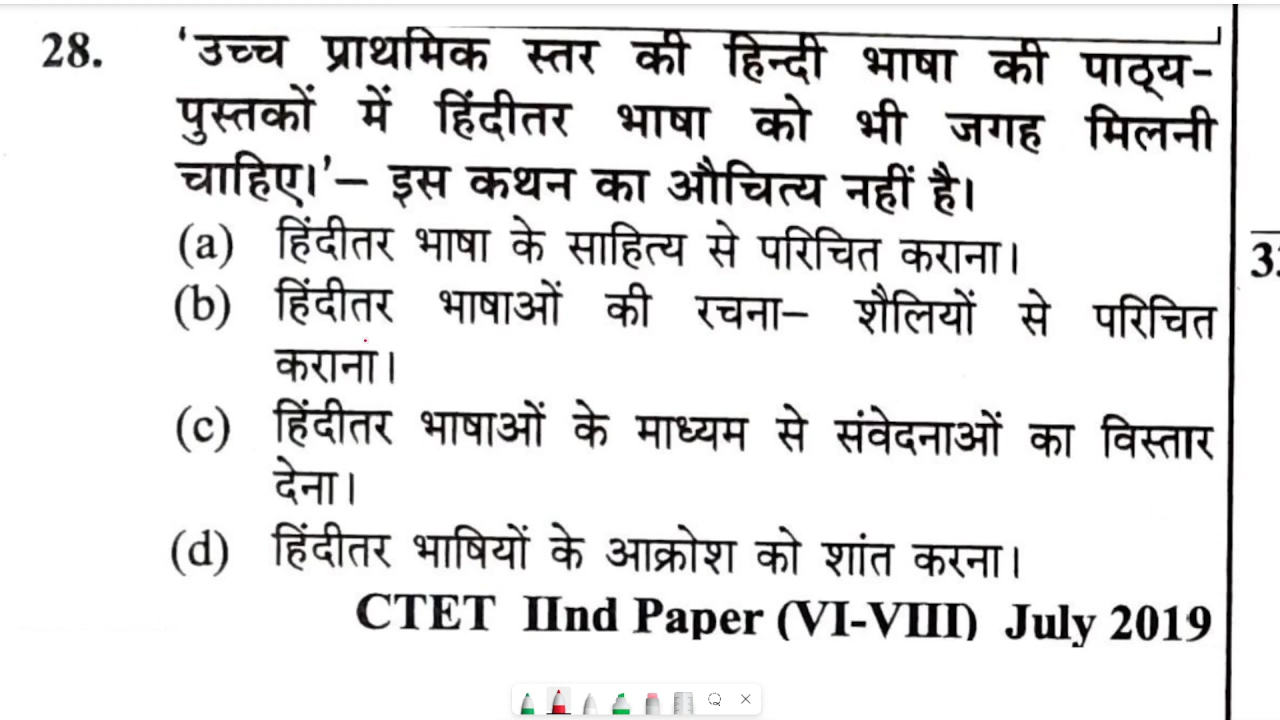 28. 'उच्च प्राथमिक स्तर की हिन्दी भाषा की पाठ्य-
पुस्तकों में हिंदीतर भाषा को भी जगह मिलनी
चाहिए।'– इस कथन का औचित्य नहीं है।
(a) हिंदीतर भाषा के साहित्य से परिचित कराना।
(b) हिंदीतर भाषाओं की रचना– शैलियों से परिचित
कराना।
(c) हिंदीतर भाषाओं के माध्यम से संवेदनाओं का विस्तार
देना।
(d) हिंदीतर भाषियों के आक्रोश को शांत करना।
CTET IInd Paper (VI-VIII) July 2019